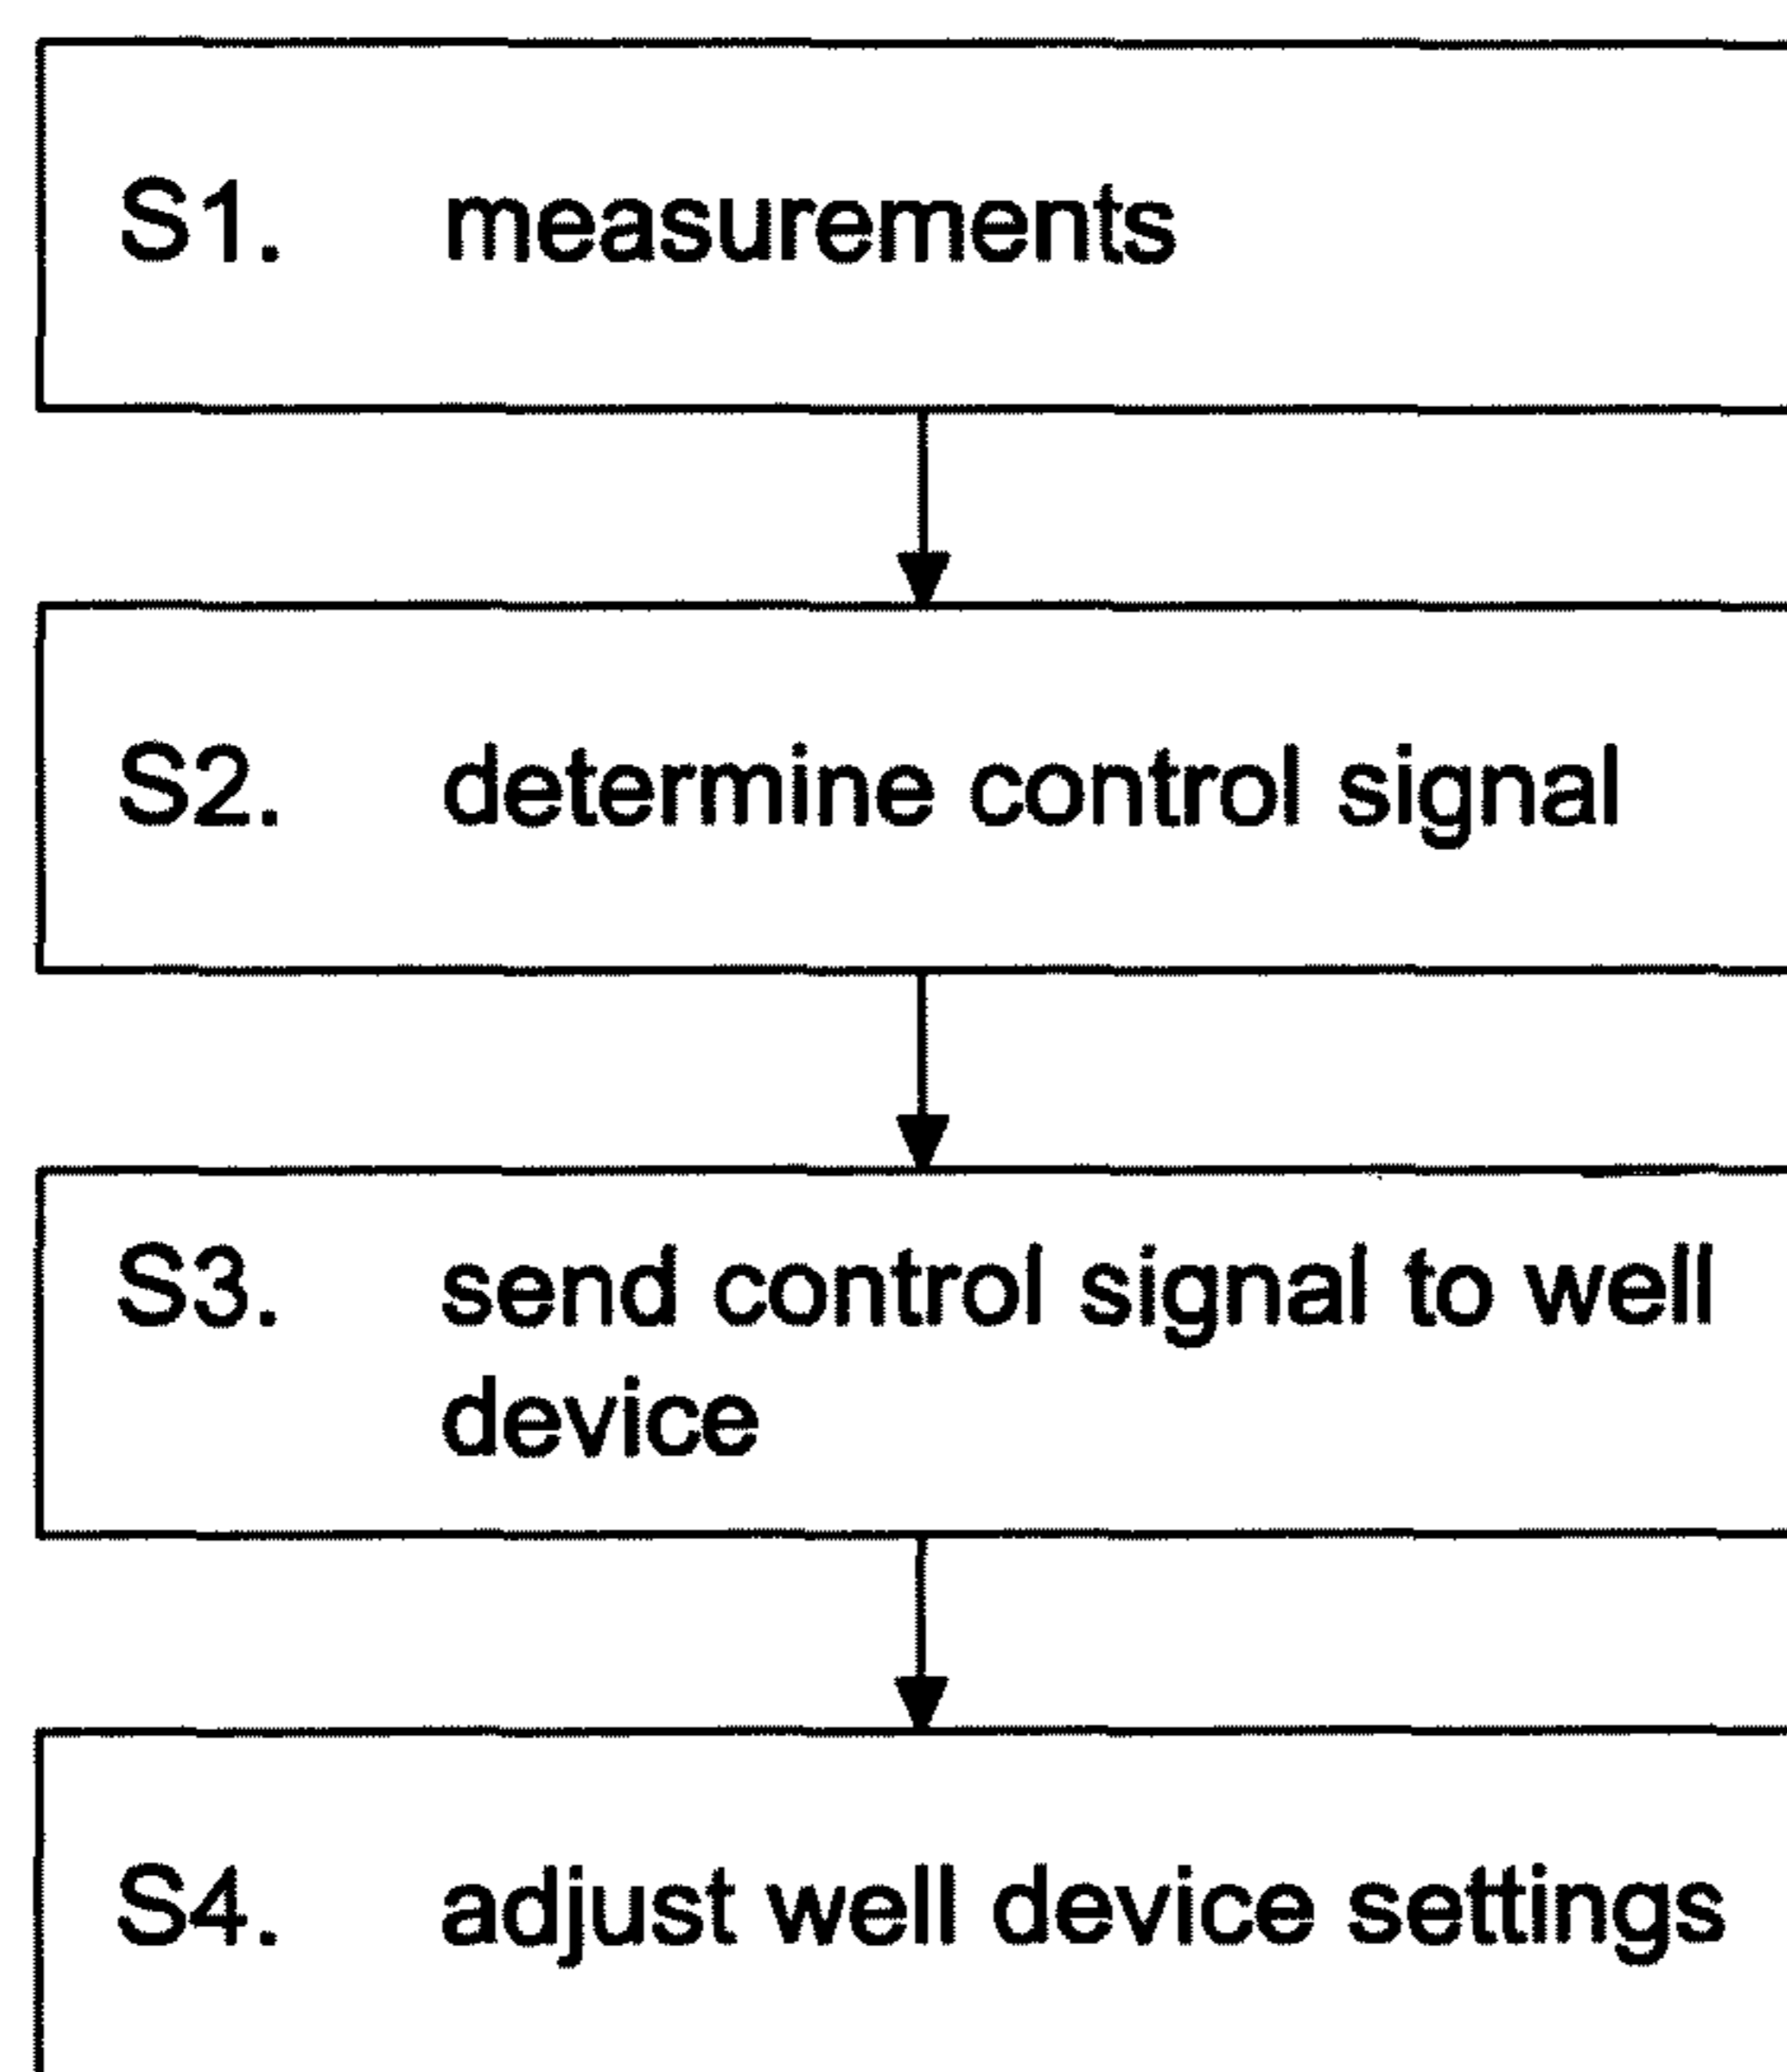 S1. measurements
S2. determine control signal
S3. send control signal to well
device
S4. adjust well device settings